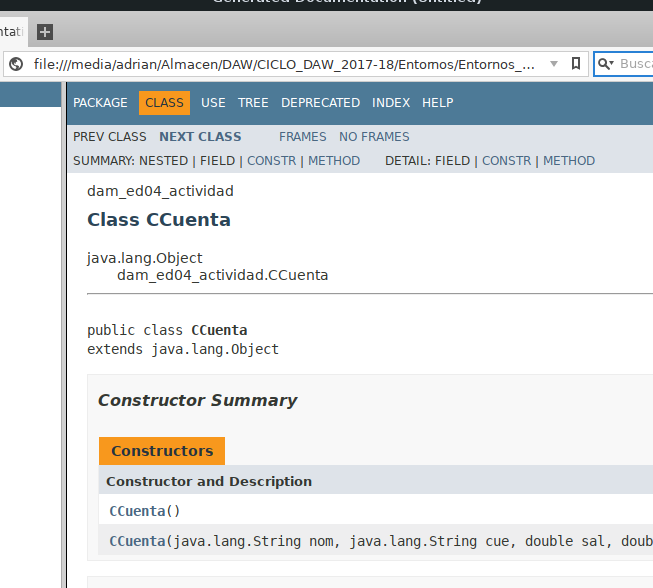 Generated Documentation (Untitled)
file:///media/adrian/Almacen/DAW/CICLO_DAW_2017-18/Entornos/Entornos_...
PACKAGE CLASS USE TREE DEPRECATED INDEX HELP
PREV CLASS NEXT CLASS FRAMES NO FRAMES
SUMMARY: NESTED | FIELD | CONSTR | METHOD DETAIL: FIELD | CONSTR | METHOD
dam_ed04_actividad
Class CCuenta
java.lang.Object
dam_ed04_actividad.CCuenta
public class CCuenta
extends java.lang.Object
Constructor Summary
Constructors
Constructor and Description
CCuenta()
CCuenta(java.lang.String nom, java.lang.String cue, double sal, doub